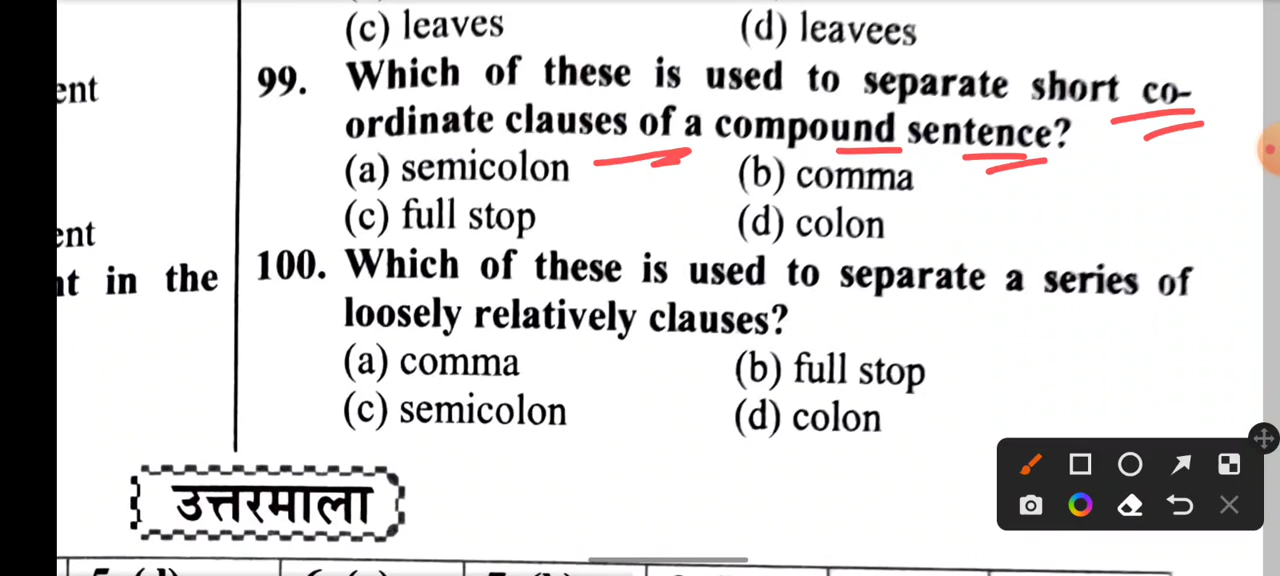 (c) leaves (d) leavees
99. Which of these is used to separate short co-
ent
ordinate clauses of a compound sentence?
(a) semicolon (b) comma
(c) full stop (d) colon
ent
100. Which of these is used to separate a series of
in the
loosely relatively clauses?
(a) comma (b) full stop
(c) semicolon (d) colon
उत्तरमाला